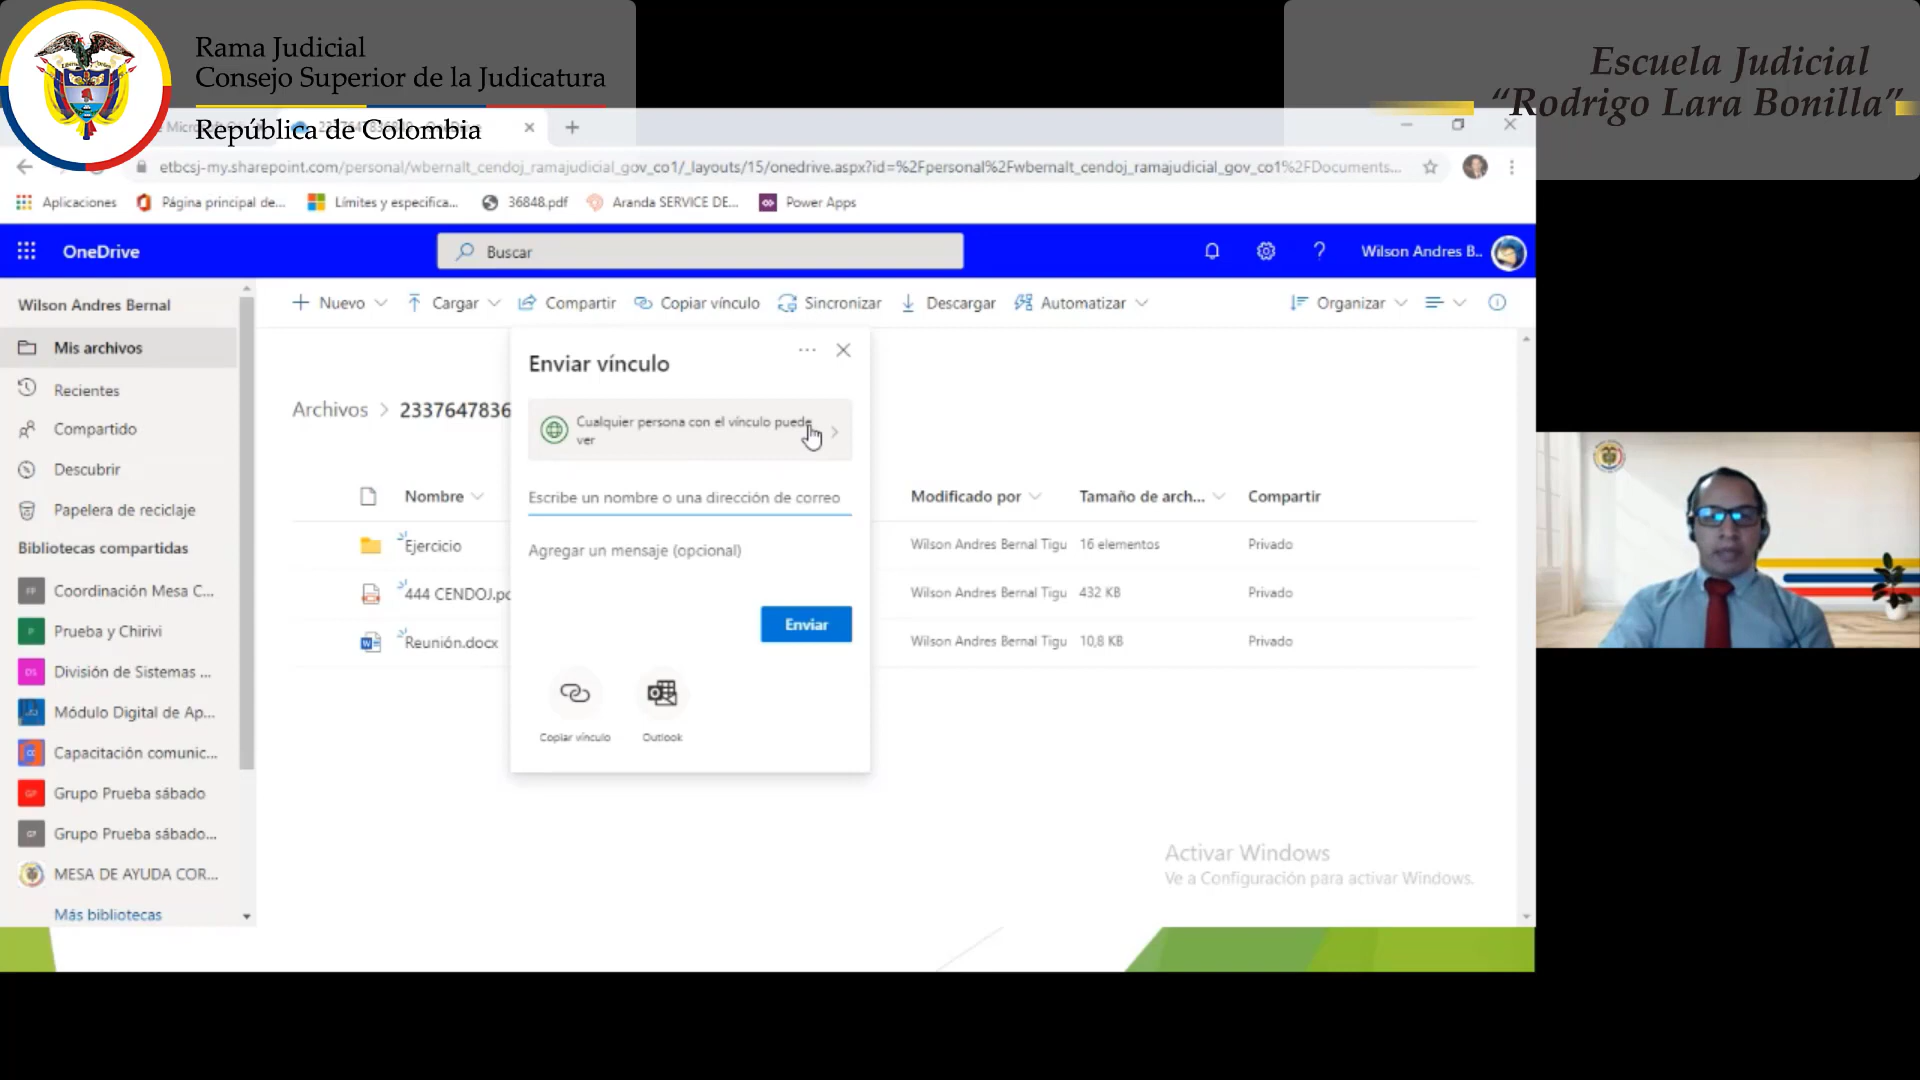 Rama Judicial
Consejo Superior de la Judicatura
República de Colombia
Escuela Judicial
“Rodrigo Lara Bonilla”
etbcsj-my.sharepoint.com/personal/wbernalt_cendoj_ramajudicial_gov_co1/_layouts/15/onedrive.aspx?id=%2Fpersonal%2Fwbernalt_cendoj_ramajudicial_gov_co1%2FDocuments...
Aplicaciones
Página principal de...
Límites y especifica...
36848.pdf
Aranda SERVICE DE...
Power Apps
OneDrive
Buscar
Wilson Andres B..
Wilson Andres Bernal
Nuevo
Cargar
Compartir
Copiar vínculo
Sincronizar
Descargar
Automatizar
Organizar
Mis archivos
Recientes
Compartido
Descubrir
Papelera de reciclaje
Bibliotecas compartidas
Coordinación Mesa C...
Prueba y Chirivi
División de Sistemas ...
Módulo Digital de Ap...
Capacitación comunic...
Grupo Prueba sábado
Grupo Prueba sábado...
MESA DE AYUDA COR...
Más bibliotecas
Archivos > 2337647836
Enviar vínculo
Cualquier persona con el vínculo puede
ver
Escribe un nombre o una dirección de correo
Agregar un mensaje (opcional)
Enviar
Copiar vínculo
Outlook
Nombre
Modificado por
Tamaño de arch...
Compartir
Ejercicio
Wilson Andres Bernal Tigu
16 elementos
Privado
444 CENDOJ.pc
Wilson Andres Bernal Tigu
432 KB
Privado
Reunión.docx
Wilson Andres Bernal Tigu
10,8 KB
Privado
Activar Windows
Ve a Configuración para activar Windows.